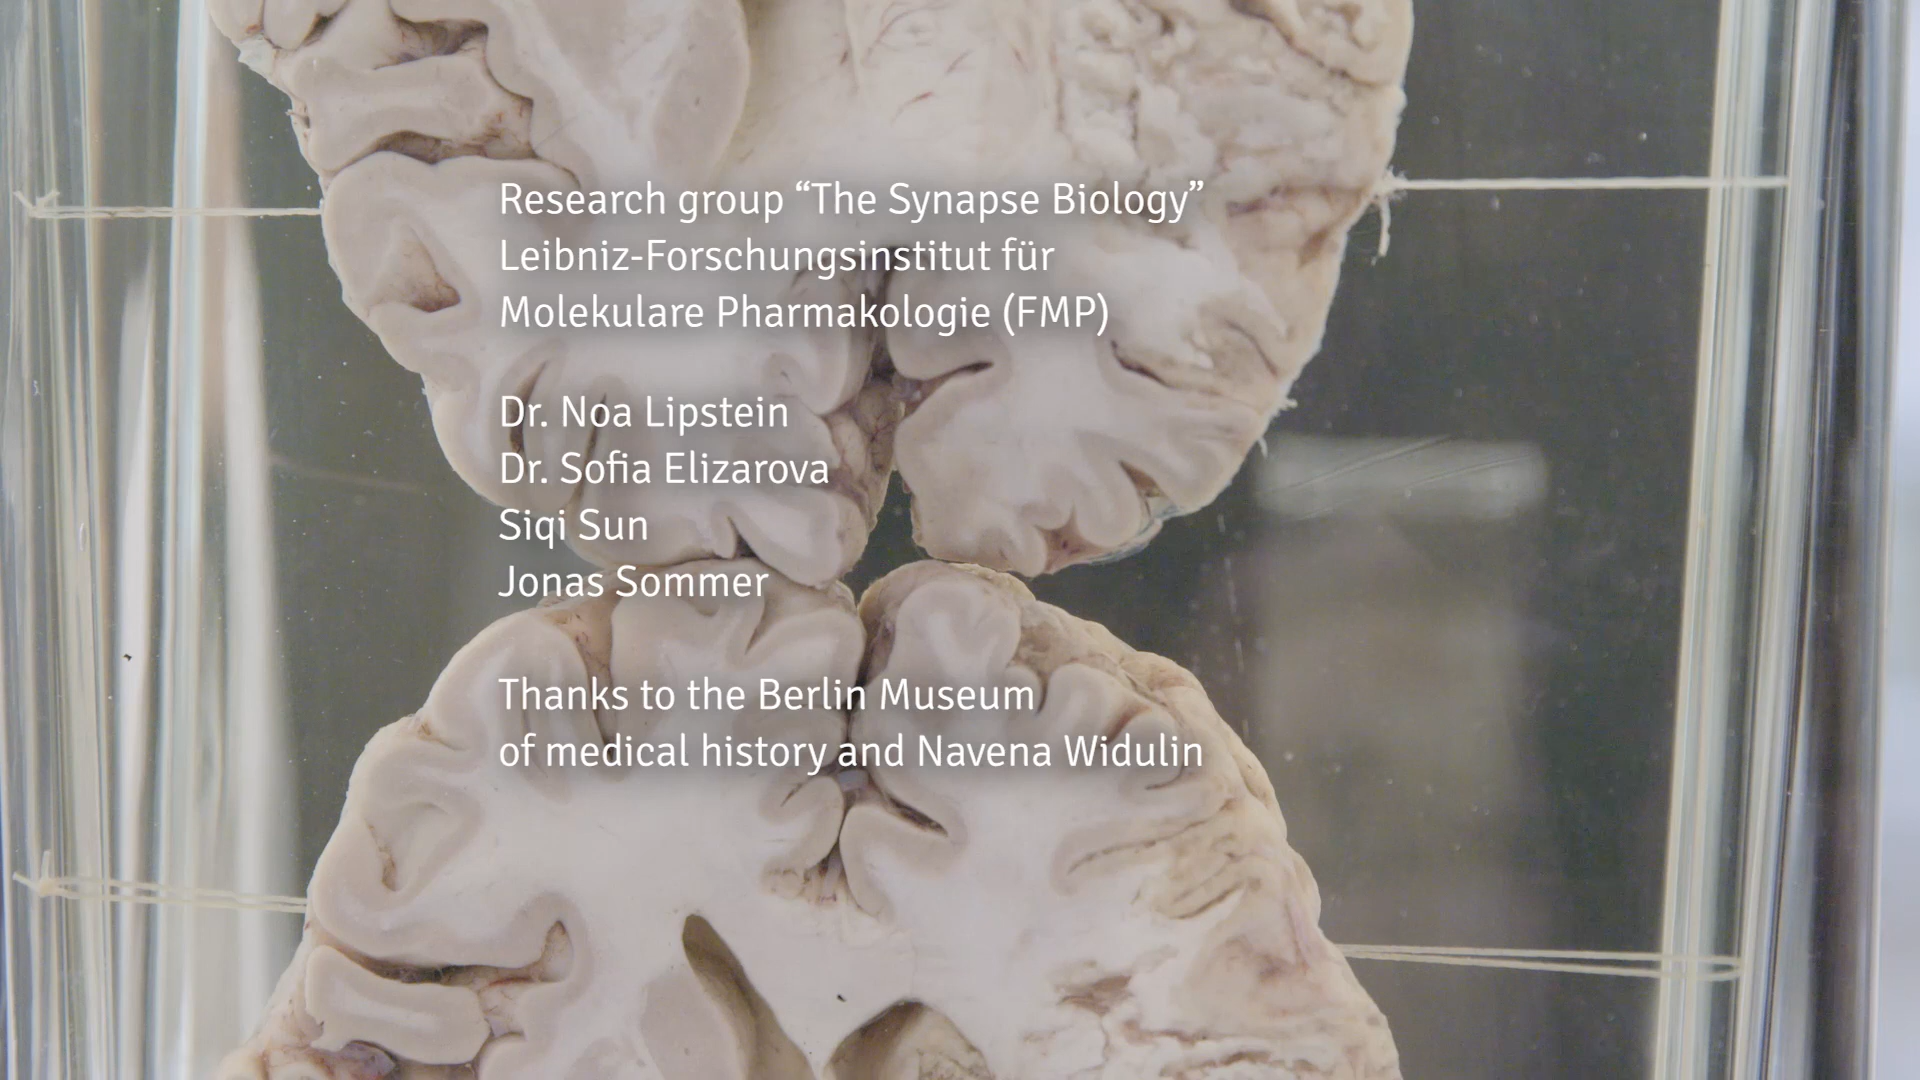 Research group “The Synapse Biology”
Leibniz-Forschungsinstitut für
Molekulare Pharmakologie (FMP)
Dr. Noa Lipstein
Dr. Sofia Elizarova
Siqi Sun
Jonas Sommer
Thanks to the Berlin Museum
of medical history and Navena Widulin